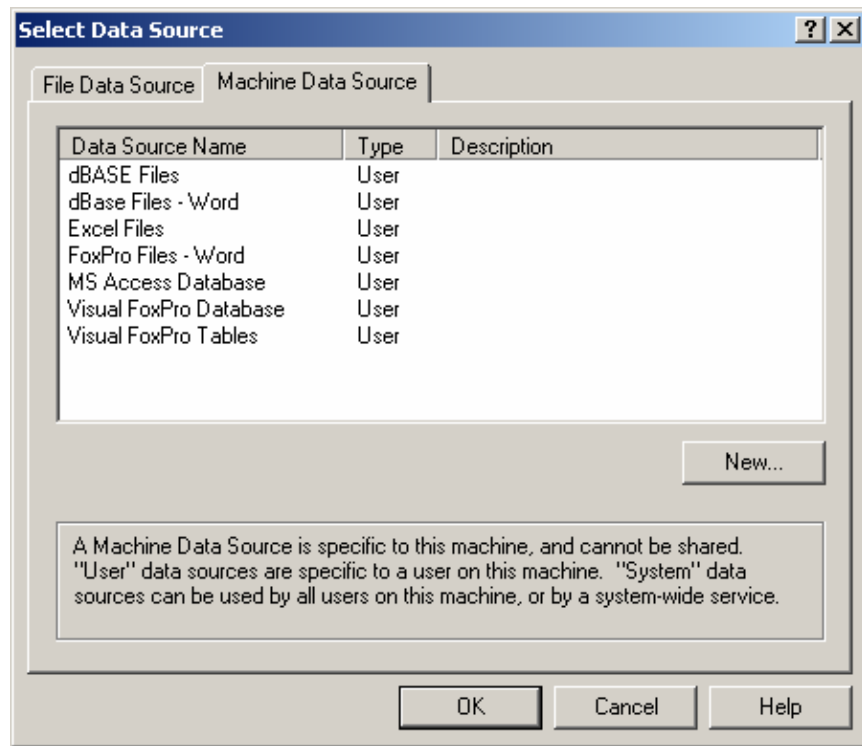 Select Data Source
File Data Source Machine Data Source
Data Source Name Type Description
dBASE Files User
dBase Files - Word User
Excel Files User
FoxPro Files - Word User
MS Access Database User
Visual FoxPro Database User
Visual FoxPro Tables User
New...
A Machine Data Source is specific to this machine, and cannot be shared.
"User" data sources are specific to a user on this machine.  "System" data
sources can be used by all users on this machine, or by a system-wide service.
OK Cancel Help